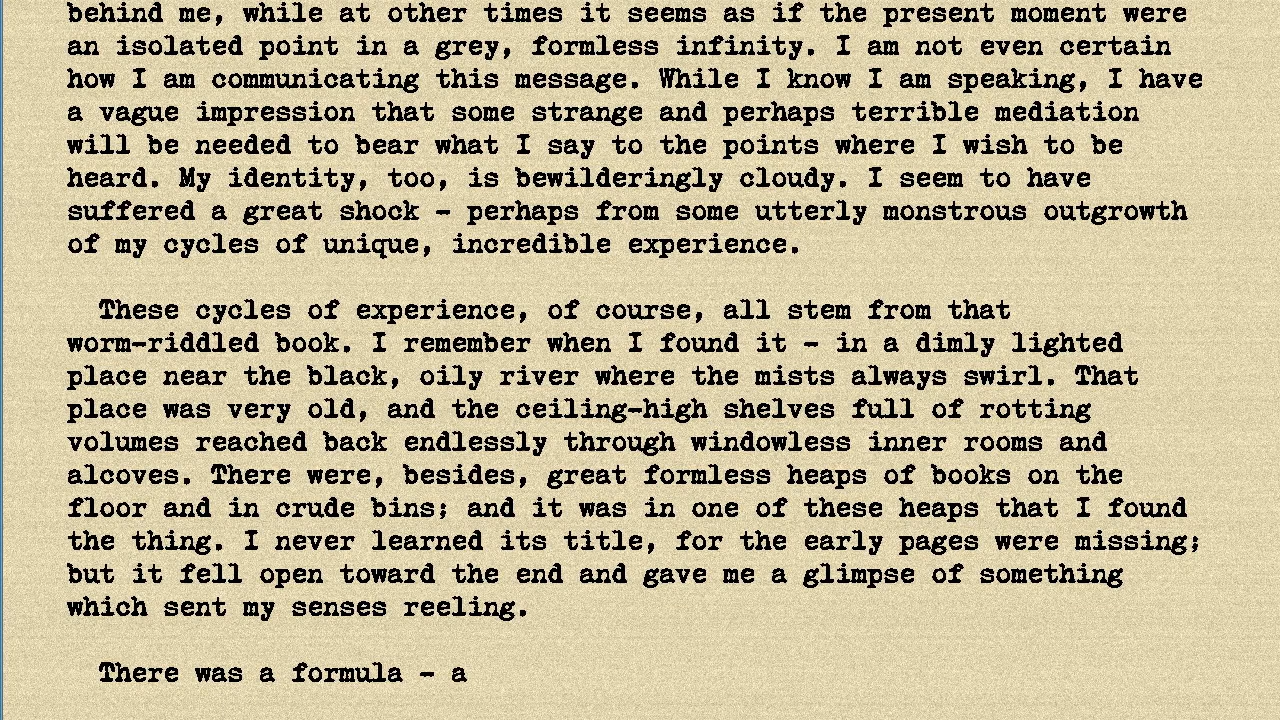 behind me, while at other times it seems as if the present moment were
an isolated point in a grey, formless infinity. I am not even certain
how I am communicating this message. While I know I am speaking, I have
a vague impression that some strange and perhaps terrible mediation
will be needed to bear what I say to the points where I wish to be
heard. My identity, too, is bewilderingly cloudy. I seem to have
suffered a great shock - perhaps from some utterly monstrous outgrowth
of my cycles of unique, incredible experience.
These cycles of experience, of course, all stem from that
worm-riddled book. I remember when I found it - in a dimly lighted
place near the black, oily river where the mists always swirl. That
place was very old, and the ceiling-high shelves full of rotting
volumes reached back endlessly through windowless inner rooms and
alcoves. There were, besides, great formless heaps of books on the
floor and in crude bins; and it was in one of these heaps that I found
the thing. I never learned its title, for the early pages were missing;
but it fell open toward the end and gave me a glimpse of something
which sent my senses reeling.
There was a formula - a